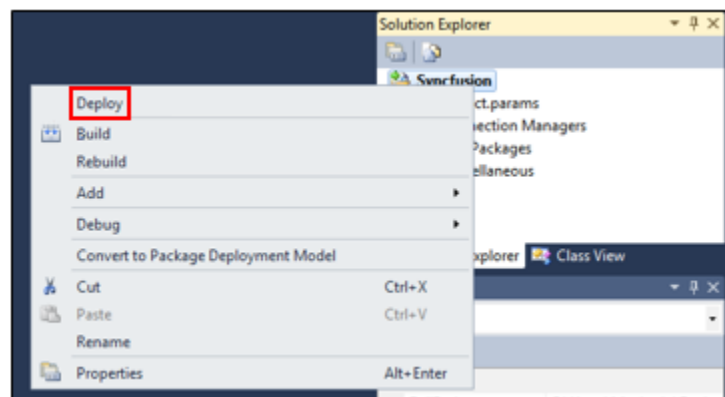 Solution Explorer
Syncfusion
Deploy
ct.params
Build
ection Managers
Rebuild
Packages
ellaneous
Add
Debug
Convert to Package Deployment Model
xplorer
Class View
Cut Ctrl+X
Paste Ctrl+V
Rename
Properties Alt+Enter